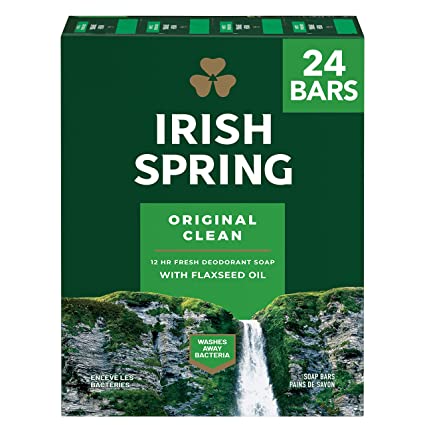 24
BARS
IRISH
SPRING
ORIGINAL
CLEAN
12 HR FRESH DEODORANT SOAP
WITH FLAXSEED OIL
WASHES
AWAY
BACTERIA
ENLÈVE LES
BACTÉRIES
SOAP BARS
PAINS DE SAVON